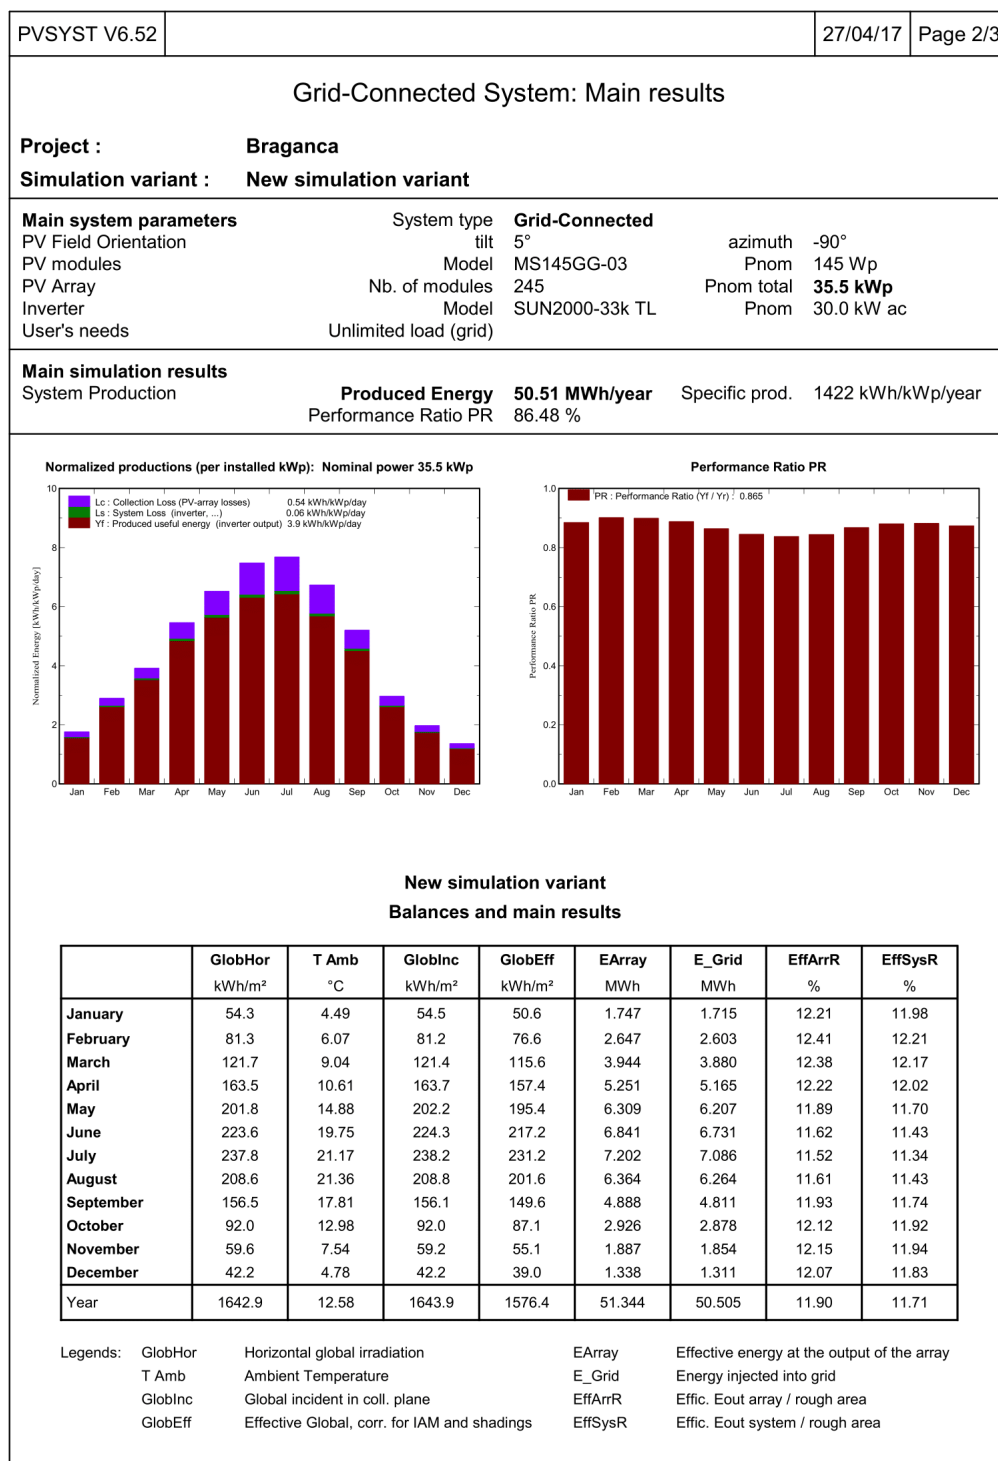 PVSYST V6.52 27/04/17 Page 2/3
Grid-Connected System: Main results
Project : Braganca
Simulation variant : New simulation variant
Main system parameters System type Grid-Connected
PV Field Orientation tilt 5° azimuth -90°
PV modules Model MS145GG-03 Pnom 145 Wp
PV Array Nb. of modules 245 Pnom total 35.5 kWp
Inverter Model SUN2000-33k TL Pnom 30.0 kW ac
User's needs Unlimited load (grid)
Main simulation results
System Production Produced Energy 50.51 MWh/year Specific prod. 1422 kWh/kWp/year
Performance Ratio PR 86.48 %
Normalized productions (per installed kWp): Nominal power 35.5 kWp
Lc : Collection Loss (PV-array losses) 0.54 kWh/kWp/day
Ls : System Loss (inverter, ...) 0.06 kWh/kWp/day
Yf : Produced useful energy (inverter output) 3.9 kWh/kWp/day
Normalized Energy [kWh/kWp/day]
10
8
6
4
2
0
Jan Feb Mar Apr May Jun Jul Aug Sep Oct Nov Dec
Performance Ratio PR
PR : Performance Ratio (Yf / Yr) : 0.865
Performance Ratio PR
1.0
0.8
0.6
0.4
0.2
0.0
Jan Feb Mar Apr May Jun Jul Aug Sep Oct Nov Dec
New simulation variant
Balances and main results
GlobHor T Amb GlobInc GlobEff EArray E_Grid EffArrR EffSysR
kWh/m² °C kWh/m² kWh/m² MWh MWh % %
January 54.3 4.49 54.5 50.6 1.747 1.715 12.21 11.98
February 81.3 6.07 81.2 76.6 2.647 2.603 12.41 12.21
March 121.7 9.04 121.4 115.6 3.944 3.880 12.38 12.17
April 163.5 10.61 163.7 157.4 5.251 5.165 12.22 12.02
May 201.8 14.88 202.2 195.4 6.309 6.207 11.89 11.70
June 223.6 19.75 224.3 217.2 6.841 6.731 11.62 11.43
July 237.8 21.17 238.2 231.2 7.202 7.086 11.52 11.34
August 208.6 21.36 208.8 201.6 6.364 6.264 11.61 11.43
September 156.5 17.81 156.1 149.6 4.888 4.811 11.93 11.74
October 92.0 12.98 92.0 87.1 2.926 2.878 12.12 11.92
November 59.6 7.54 59.2 55.1 1.887 1.854 12.15 11.94
December 42.2 4.78 42.2 39.0 1.338 1.311 12.07 11.83
Year 1642.9 12.58 1643.9 1576.4 51.344 50.505 11.90 11.71
Legends: GlobHor Horizontal global irradiation EArray Effective energy at the output of the array
T Amb Ambient Temperature E_Grid Energy injected into grid
GlobInc Global incident in coll. plane EffArrR Effic. Eout array / rough area
GlobEff Effective Global, corr. for IAM and shadings EffSysR Effic. Eout system / rough area